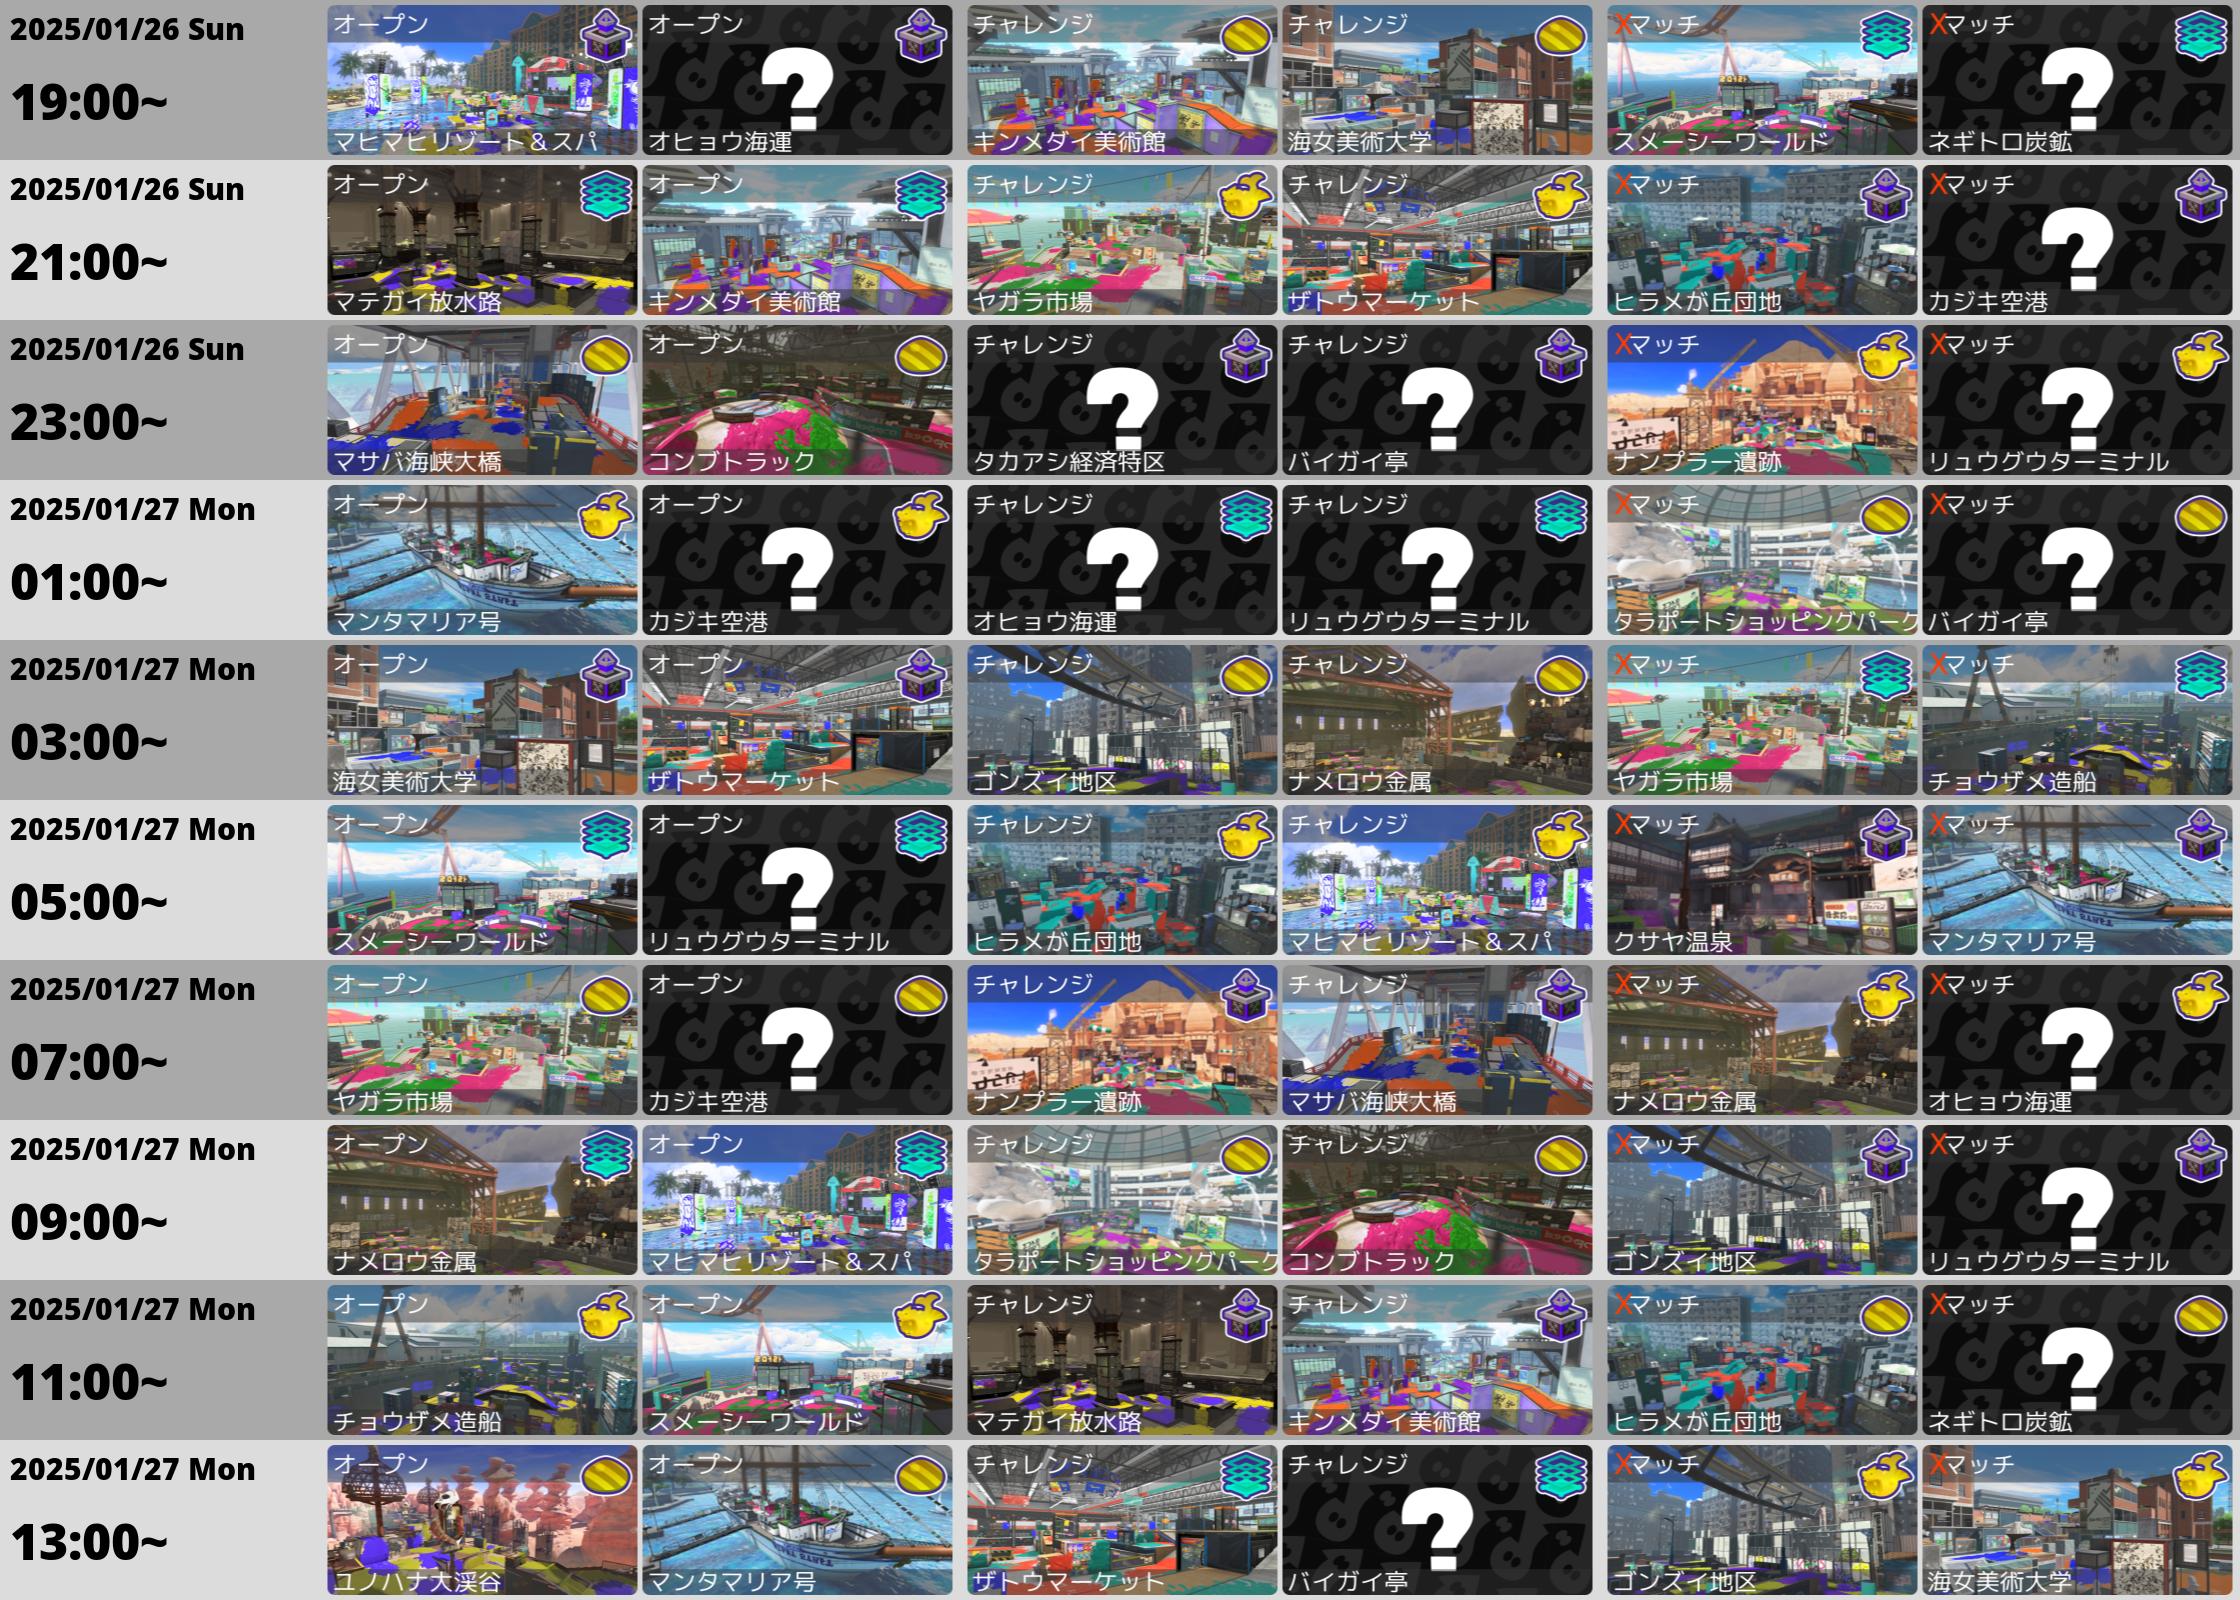 2025/01/26 Sun
19:00~
オープン
マヒマヒリゾート&スパ
オープン
オヒョウ海運
チャレンジ
キンメダイ美術館
チャレンジ
海女美術大学
Xマッチ
スメーシーワールド
Xマッチ
ネギトロ炭鉱
2025/01/26 Sun
21:00~
オープン
マテガイ放水路
オープン
キンメダイ美術館
チャレンジ
ヤガラ市場
チャレンジ
ザトウマーケット
Xマッチ
ヒラメが丘団地
Xマッチ
カジキ空港
2025/01/26 Sun
23:00~
オープン
マサバ海峡大橋
オープン
コンブトラック
チャレンジ
タカアシ経済特区
チャレンジ
バイガイ亭
Xマッチ
ナンプラー遺跡
Xマッチ
リュウグウターミナル
2025/01/27 Mon
01:00~
オープン
マンタマリア号
オープン
カジキ空港
チャレンジ
オヒョウ海運
チャレンジ
リュウグウターミナル
Xマッチ
タラポートショッピングパーク
Xマッチ
バイガイ亭
2025/01/27 Mon
03:00~
オープン
海女美術大学
オープン
ザトウマーケット
チャレンジ
ゴンズイ地区
チャレンジ
ナメロウ金属
Xマッチ
ヤガラ市場
Xマッチ
チョウザメ造船
2025/01/27 Mon
05:00~
オープン
スメーシーワールド
オープン
リュウグウターミナル
チャレンジ
ヒラメが丘団地
チャレンジ
マヒマヒリゾート&スパ
Xマッチ
クサヤ温泉
Xマッチ
マンタマリア号
2025/01/27 Mon
07:00~
オープン
ヤガラ市場
オープン
カジキ空港
チャレンジ
ナンプラー遺跡
チャレンジ
マサバ海峡大橋
Xマッチ
ナメロウ金属
Xマッチ
オヒョウ海運
2025/01/27 Mon
09:00~
オープン
ナメロウ金属
オープン
マヒマヒリゾート&スパ
チャレンジ
タラポートショッピングパーク
チャレンジ
コンブトラック
Xマッチ
ゴンズイ地区
Xマッチ
リュウグウターミナル
2025/01/27 Mon
11:00~
オープン
チョウザメ造船
オープン
スメーシーワールド
チャレンジ
マテガイ放水路
チャレンジ
キンメダイ美術館
Xマッチ
ヒラメが丘団地
Xマッチ
ネギトロ炭鉱
2025/01/27 Mon
13:00~
オープン
ユノハナ大渓谷
オープン
マンタマリア号
チャレンジ
ザトウマーケット
チャレンジ
バイガイ亭
Xマッチ
ゴンズイ地区
Xマッチ
海女美術大学